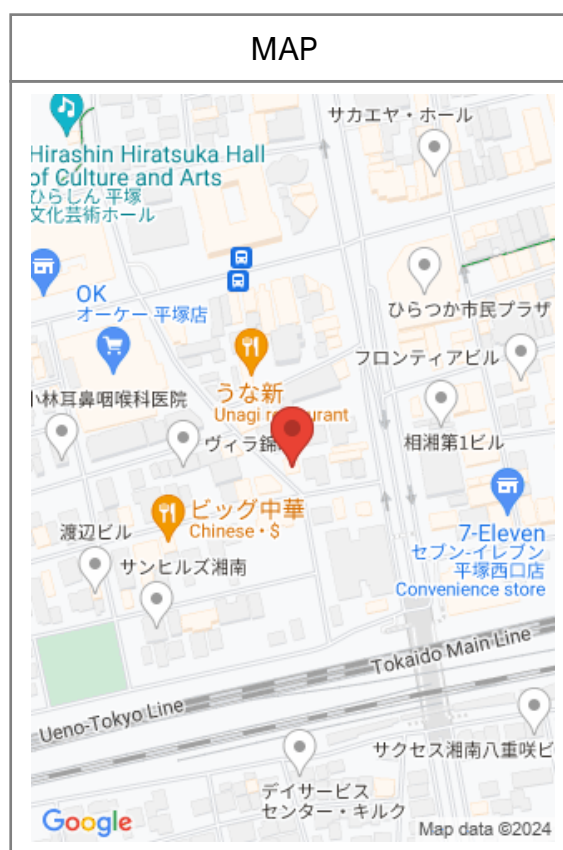 MAP
サカエヤ・ホール
Hirashin Hiratsuka Hall
of Culture and Arts
ひらしん 平塚
文化芸術ホール
OK
オーケー 平塚店
ひらつか市民プラザ
フロンティアビル
うな新
Unagi restaurant
小林耳鼻咽喉科医院
ヴィラ錦
相湘第1ビル
ビッグ中華
Chinese・$
渡辺ビル
サンヒルズ湘南
7-Eleven
セブン-イレブン
平塚西口店
Convenience store
Tokaido Main Line
Ueno-Tokyo Line
サクセス湘南八重咲ビ
デイサービス
センター・キルク
Google
Map data ©2024